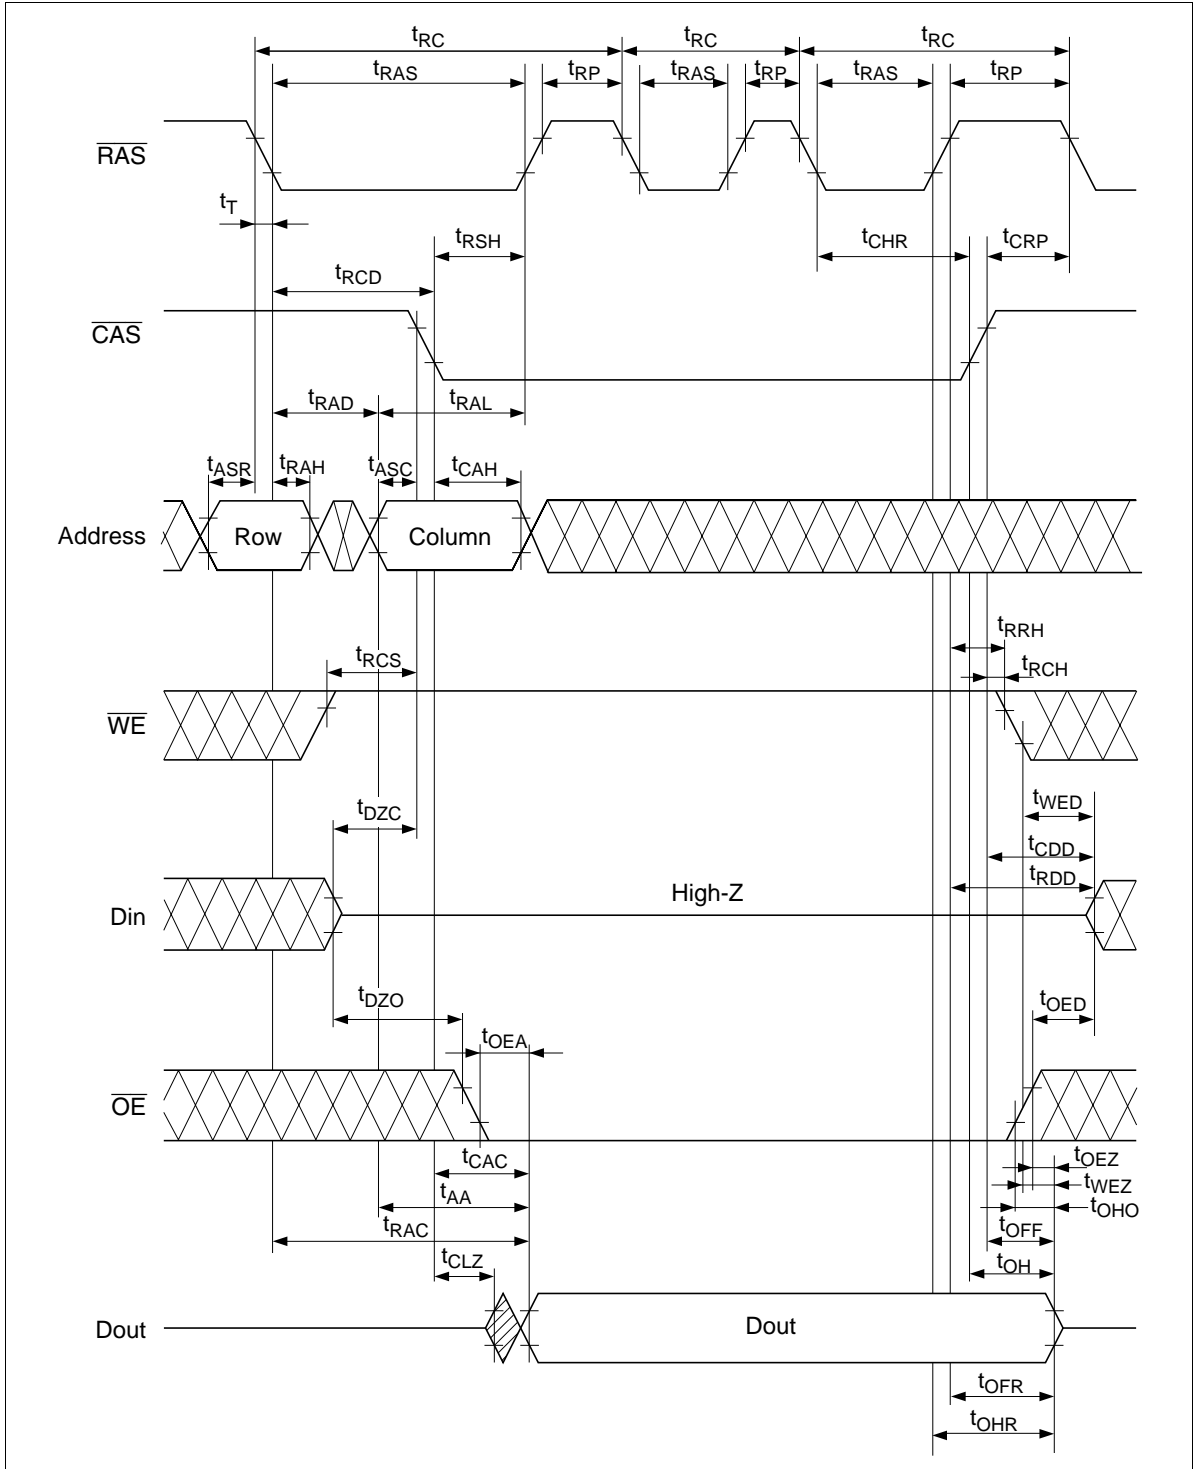 tRC tRC tRC
tRAS tRP tRAS tRP tRAS tRP
RAS
tT
tRSH tCHR tCRP
tRCD
CAS
tRAD tRAL
tASR tRAH tASC tCAH
Address Row Column
tRRH
tRCS tRCH
WE
tDZC tWED
tCDD
tRDD
Din High-Z
tDZO tOED
tOEA
OE
tCAC tOEZ
tAA tWEZ
tOHO
tRAC tOFF
tCLZ tOH
Dout Dout
tOFR
tOHR